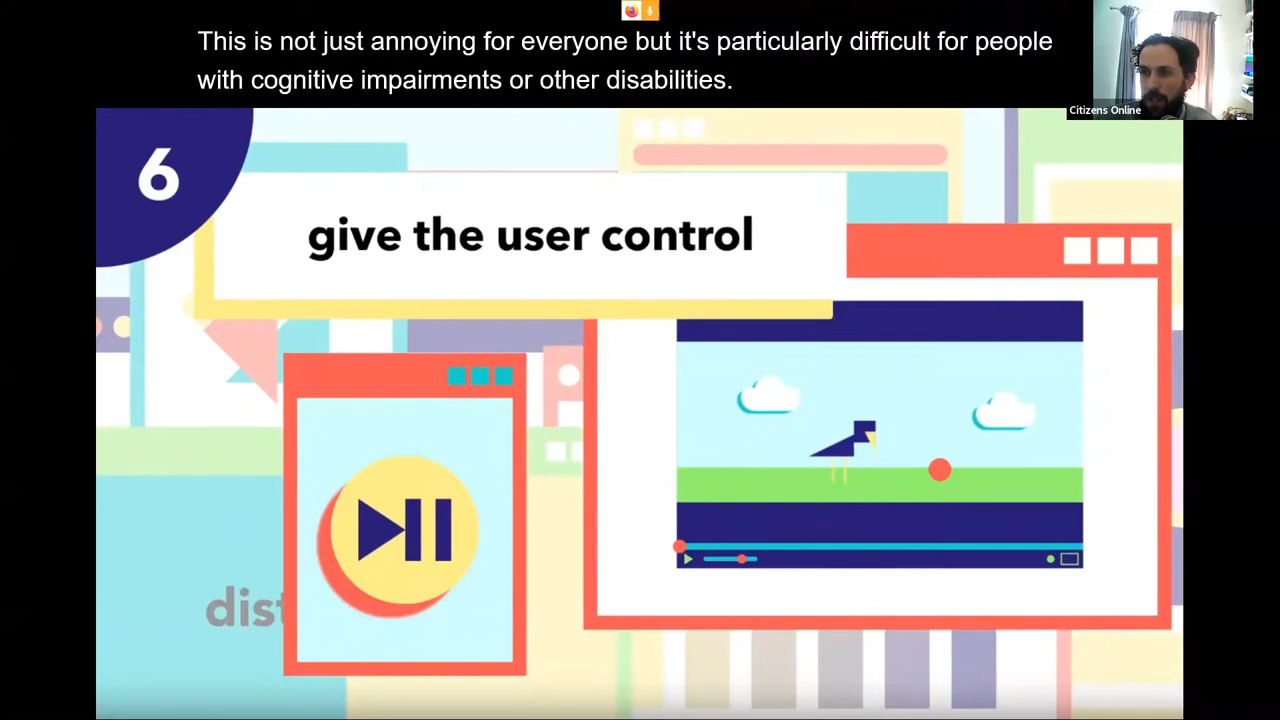 This is not just annoying for everyone but it's particularly difficult for people
with cognitive impairments or other disabilities.
Citizens Online
6
give the user control
dist